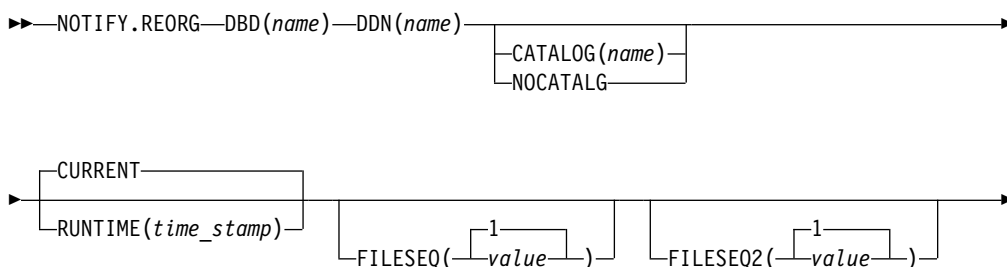 NOTIFY.REORG DBD(name) DDN(name)
CATALOG(name)
NOCATALG
CURRENT
RUNTIME(time_stamp)
1
FILESEQ( value )
1
FILESEQ2( value )